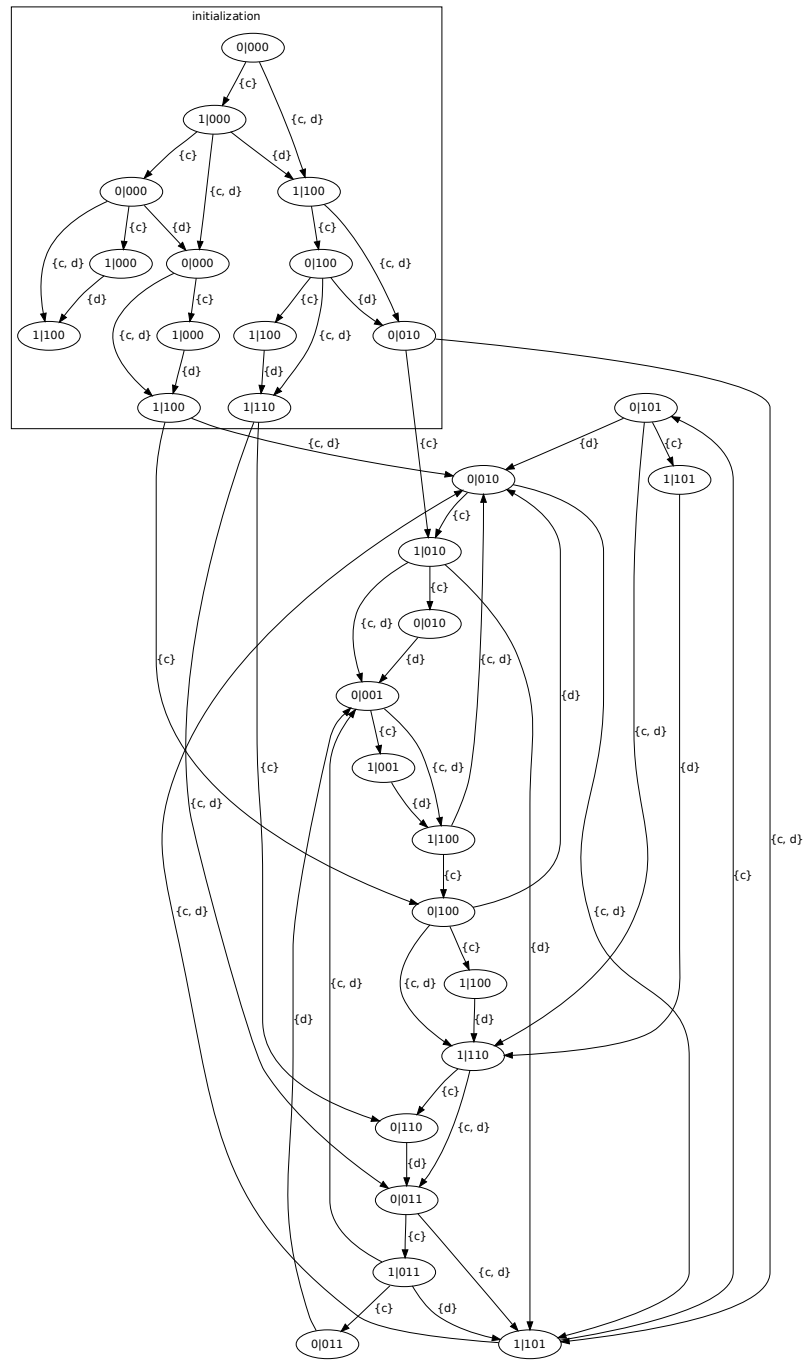 initialization
0|000
{c}
{c, d}
1|000
{c}
{d}
{c, d}
0|000
1|100
{c}
{d}
{c}
{c, d}
{c, d}
1|000
0|000
0|100
{d}
{c}
{c}
{d}
1|100
{c, d}
1|000
1|100
{c, d}
0|010
{d}
{d}
1|100
1|110
0|101
{c, d}
{c}
{d}
{c}
0|010
1|101
{c}
1|010
{c}
{c, d}
0|010
{d}
{c}
{c, d}
0|001
{d}
{c}
{c, d}
1|001
{c}
{c, d}
{d}
{c, d}
{d}
1|100
{c, d}
{c, d}
{c}
{c}
0|100
{c, d}
{c, d}
{c}
{d}
1|100
{c, d}
{c, d}
{d}
{d}
1|110
{c}
0|110
{c, d}
{d}
0|011
{c}
1|011
{c, d}
{c}
{d}
0|011
1|101